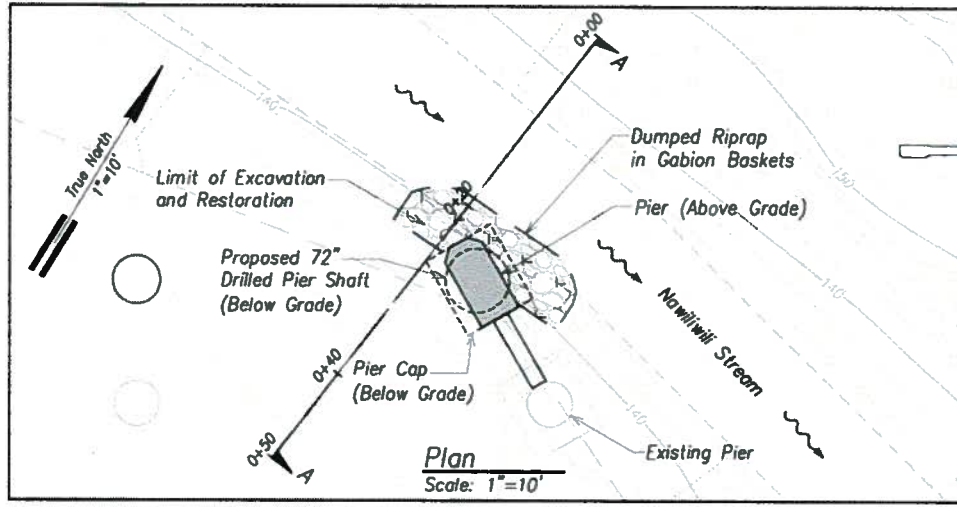 0+00
A
True North
1"=10'
140
Limit of Excavation
and Restoration
0+20
Dumped Riprap
in Gabion Baskets
150
Pier (Above Grade)
Proposed 72"
Drilled Pier Shaft
(Below Grade)
140
Nawiliwili Stream
0+40
Pier Cap
(Below Grade)
140
0+50
A
Existing Pier
Plan
Scale: 1"=10'